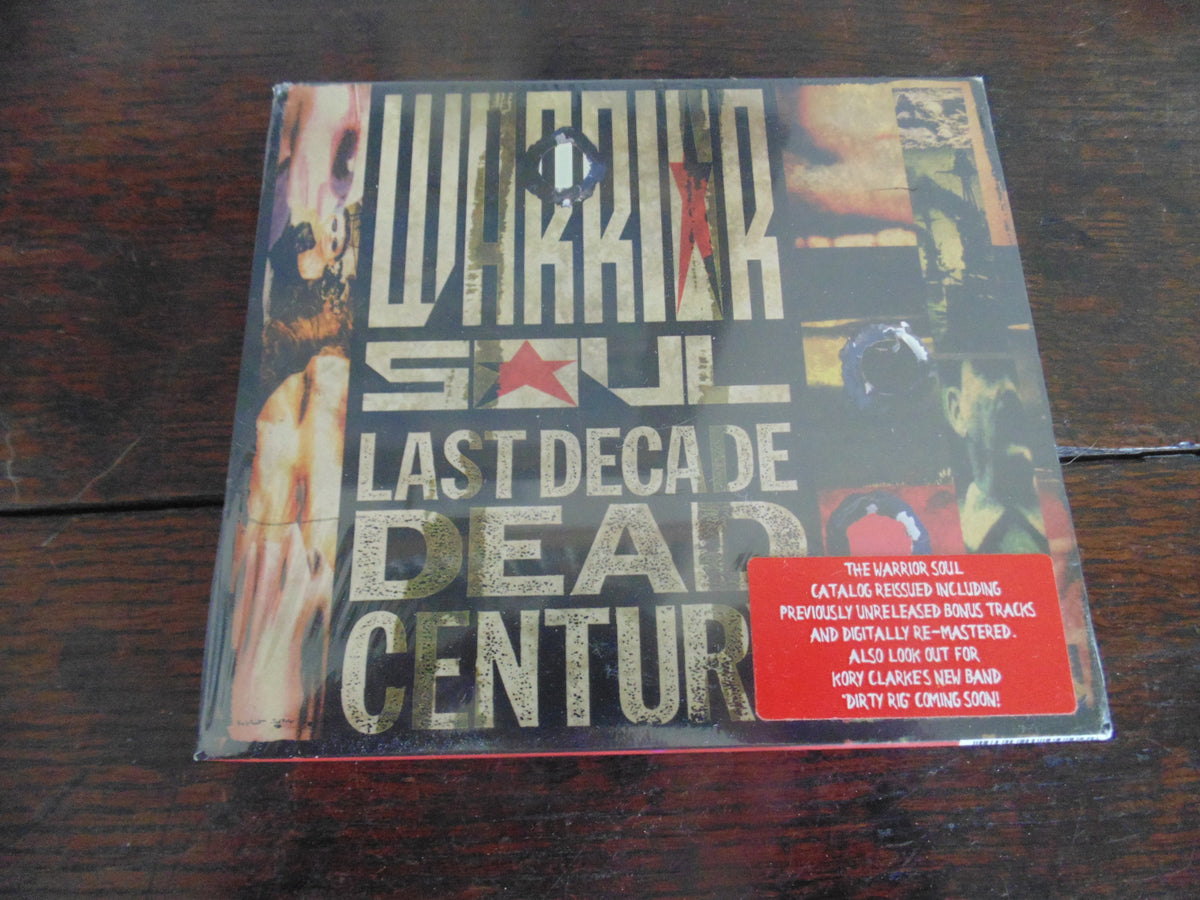 WARRIOR
SOUL
LAST DECADE
DEAD
CENTURY
THE WARRIOR SOUL
CATALOG REISSUED INCLUDING
PREVIOUSLY UNRELEASED BONUS TRACKS
AND DIGITALLY RE-MASTERED.
ALSO LOOK OUT FOR
KORY CLARKES NEW BAND
"DIRTY RIG" COMING SOON!